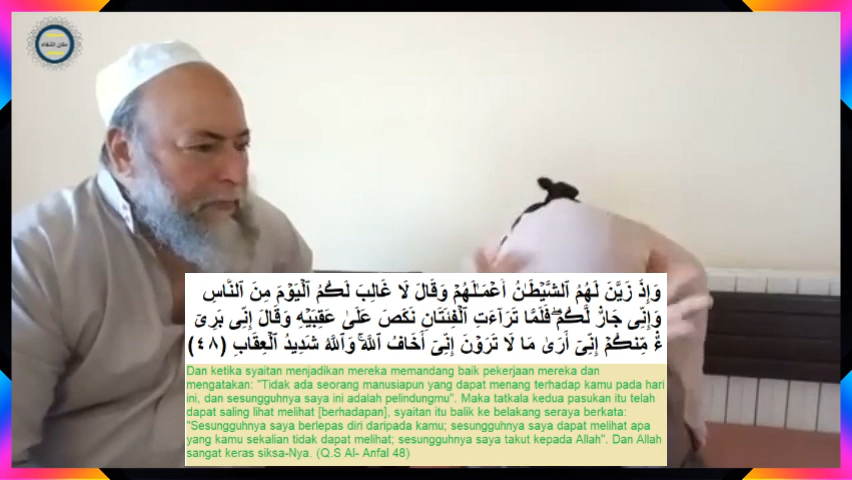 وَإِذۡ زَيَّنَ لَهُمُ ٱلشَّيۡطَٰنُ أَعۡمَٰلَهُمۡ وَقَالَ لَا غَالِبَ لَكُمُ ٱلۡيَوۡمَ مِنَ ٱلنَّاسِ
وَإِنِّي جَارٞ لَّكُمۡۖ فَلَمَّا تَرَآءَتِ ٱلۡفِئَتَانِ نَكَصَ عَلَىٰ عَقِبَيۡهِ وَقَالَ إِنِّي بَرِيٓ
ءٞ مِّنكُمۡ إِنِّيٓ أَرَىٰ مَا لَا تَرَوۡنَ إِنِّيٓ أَخَافُ ٱللَّهَۚ وَٱللَّهُ شَدِيدُ ٱلۡعِقَابِ (٤٨)
Dan ketika syaitan menjadikan mereka memandang baik pekerjaan mereka dan
mengatakan: "Tidak ada seorang manusiapun yang dapat menang terhadap kamu pada hari
ini, dan sesungguhnya saya ini adalah pelindungmu". Maka tatkala kedua pasukan itu telah
dapat saling lihat melihat [berhadapan], syaitan itu balik ke belakang seraya berkata:
"Sesungguhnya saya berlepas diri daripada kamu; sesungguhnya saya dapat melihat apa
yang kamu sekalian tidak dapat melihat; sesungguhnya saya takut kepada Allah". Dan Allah
sangat keras siksa-Nya. (Q.S Al- Anfal 48)